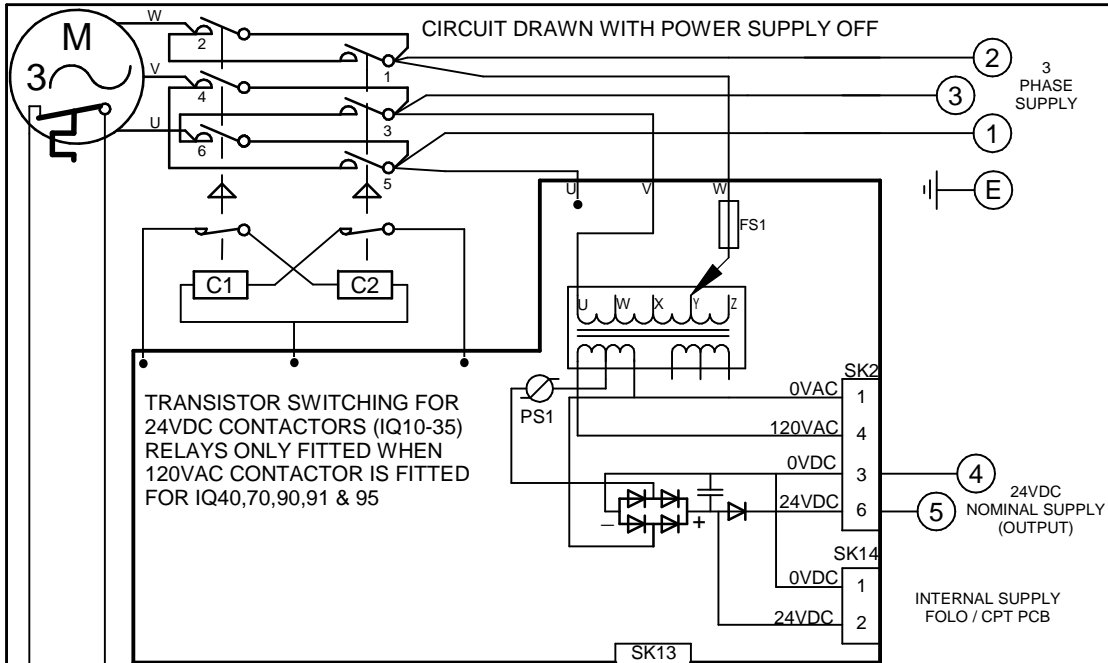 W
CIRCUIT DRAWN WITH POWER SUPPLY OFF
M
3
2
1
2
3
PHASE
SUPPLY
V
4
3
3
U
6
5
1
U
V
W
E
FS1
C1
C2
U
W
X
Y
Z
SK2
TRANSISTOR SWITCHING FOR
24VDC CONTACTORS (IQ10-35)
RELAYS ONLY FITTED WHEN
120VAC CONTACTOR IS FITTED
FOR IQ40,70,90,91 & 95
PS1
0VAC
1
120VAC
4
0VDC
3
4
24VDC
6
5
24VDC
NOMINAL SUPPLY
(OUTPUT)
–
+
SK14
0VDC
1
24VDC
2
INTERNAL SUPPLY
FOLO / CPT PCB
SK13